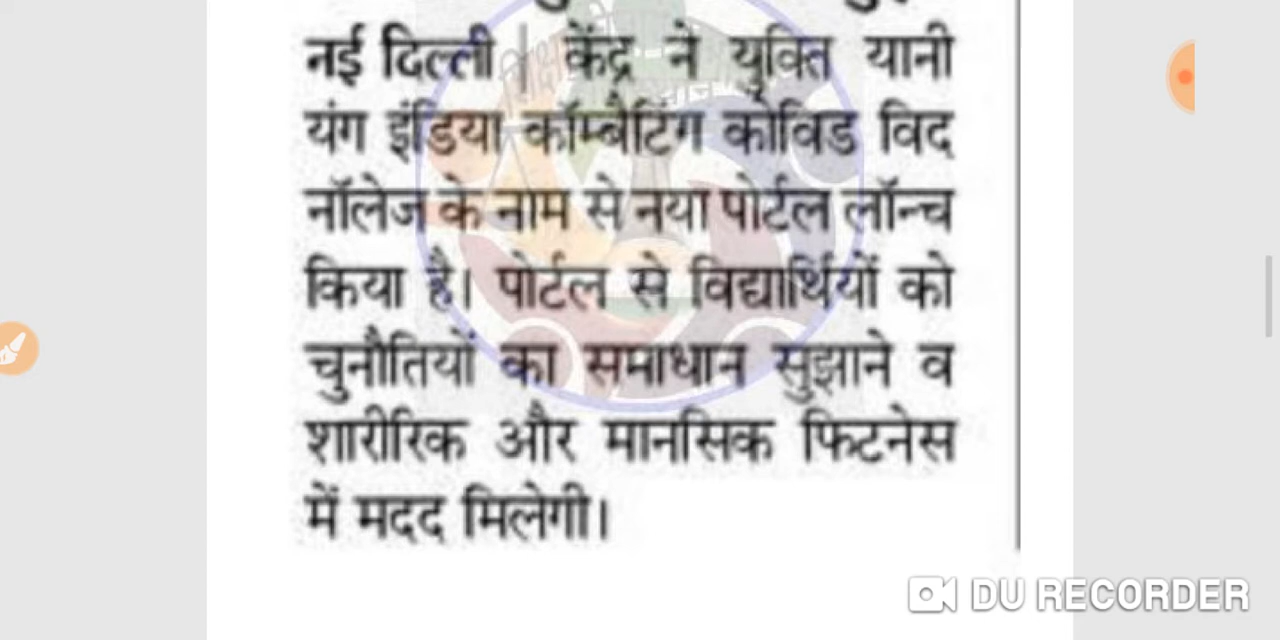 नई दिल्ली | केंद्र ने युक्ति यानी
यंग इंडिया कॉम्बैटिंग कोविड विद
नॉलेज के नाम से नया पोर्टल लॉन्च
किया है। पोर्टल से विद्यार्थियों को
चुनौतियों का समाधान सुझाने व
शारीरिक और मानसिक फिटनेस
में मदद मिलेगी।
DU RECORDER